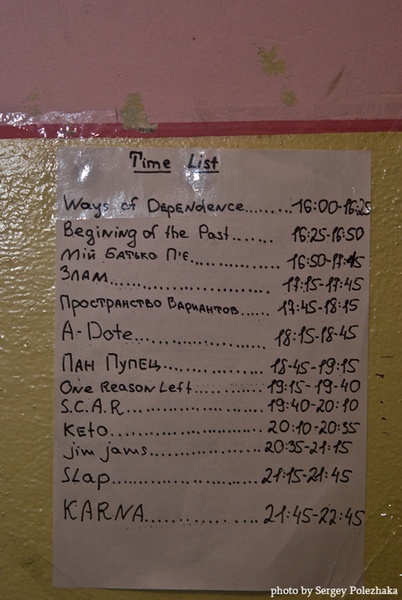 Time List
Ways of Dependence........16:00-16:25
Begining of the Past......16:25-16:50
Мій Батько П'є............16:50-17:15
Злам......................17:15-17:45
Пространство Вариантов....17:45-18:15
A-Dote....................18:15-18:45
Пан Пупец.................18:45-19:15
One Reason Left...........19:15-19:40
S.C.A.R...................19:40-20:10
Keto......................20:10-20:35
jim jams..................20:35-21:15
Slap......................21:15-21:45
KARNA.....................21:45-22:45
photo by Sergey Polezhaka